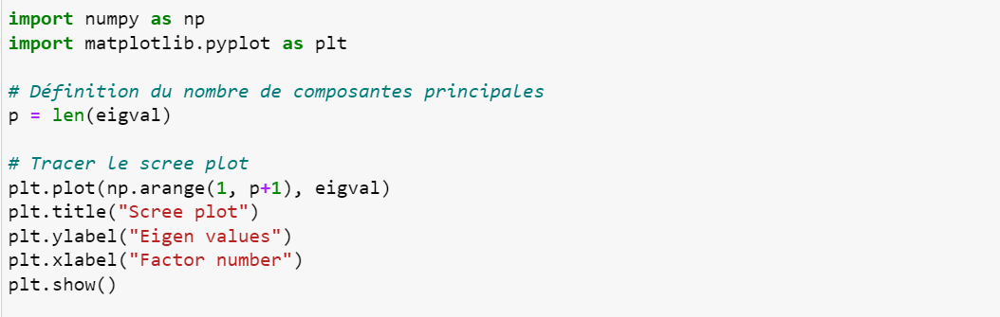 import numpy as np
import matplotlib.pyplot as plt
# Définition du nombre de composantes principales
p = len(eigval)
# Tracer le scree plot
plt.plot(np.arange(1, p+1), eigval)
plt.title("Scree plot")
plt.ylabel("Eigen values")
plt.xlabel("Factor number")
plt.show()